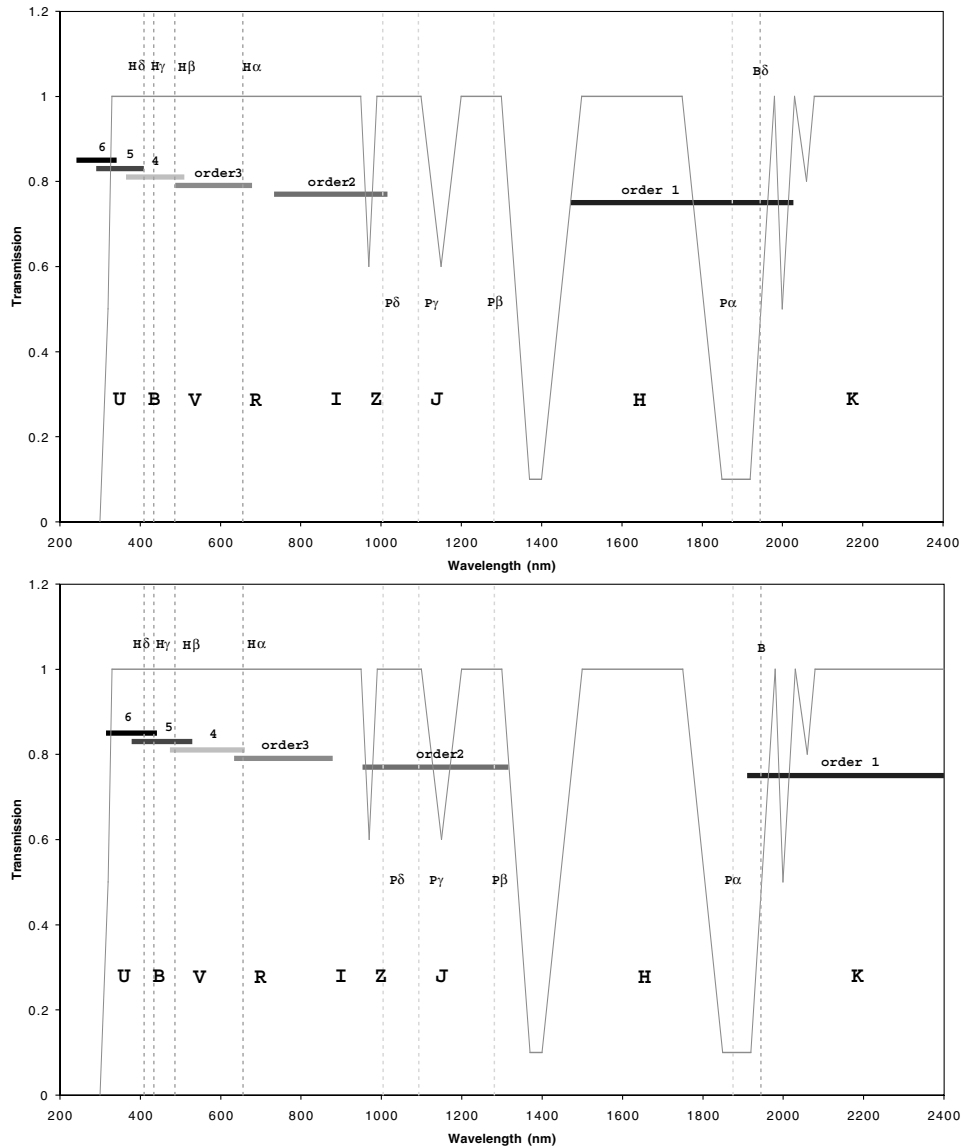 1.2
Hδ Hγ Hβ Hα Bδ
1
6
5
4
order3
order2
0.8
order 1
Transmission
0.6
Pδ Pγ Pβ Pα
0.4
U B V R I Z J H K
0.2
0
200 400 600 800 1000 1200 1400 1600 1800 2000 2200 2400
Wavelength (nm)
1.2
Hδ Hγ Hβ Hα B
1
6
5
4
order3
order2
order 1
0.8
Transmission
0.6
Pδ Pγ Pβ Pα
0.4
U B V R I Z J H K
0.2
0
200 400 600 800 1000 1200 1400 1600 1800 2000 2200 2400
Wavelength (nm)